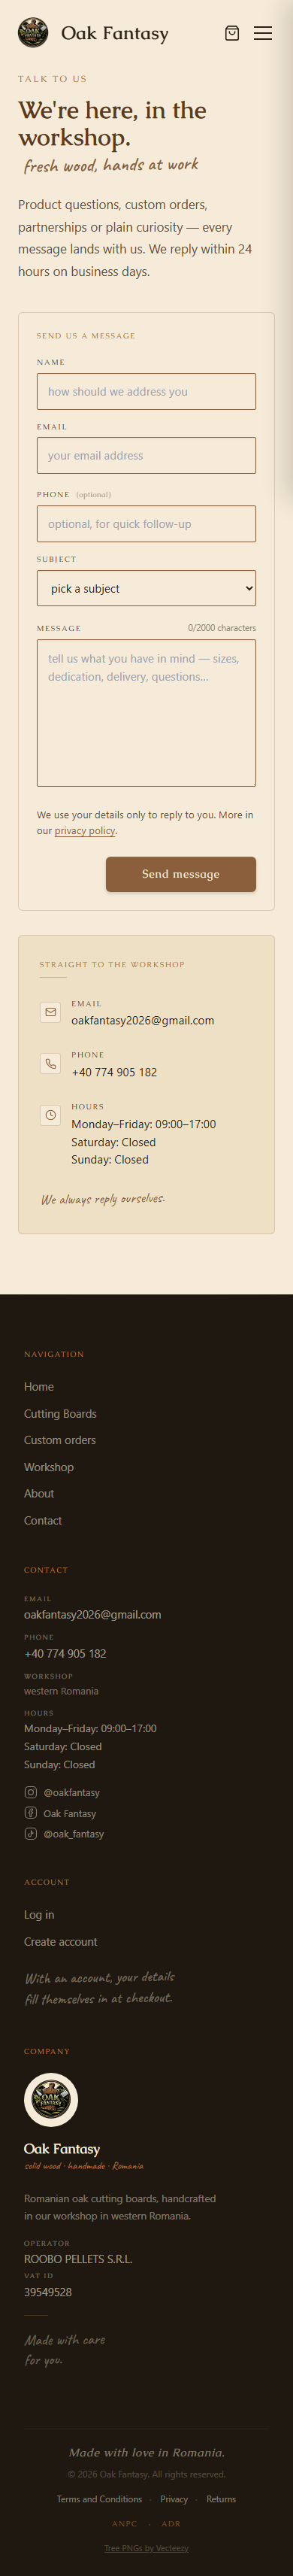 Oak Fantasy
TALK TO US
We're here, in the
workshop.
fresh wood, hands at work
Product questions, custom orders,
partnerships or plain curiosity — every
message lands with us. We reply within 24
hours on business days.
SEND US A MESSAGE
NAME
how should we address you
EMAIL
your email address
PHONE (optional)
optional, for quick follow-up
SUBJECT
pick a subject
MESSAGE 0/2000 characters
tell us what you have in mind — sizes,
dedication, delivery, questions...
We use your details only to reply to you. More in
our privacy policy.
Send message
STRAIGHT TO THE WORKSHOP
EMAIL
oakfantasy2026@gmail.com
PHONE
+40 774 905 182
HOURS
Monday–Friday: 09:00–17:00
Saturday: Closed
Sunday: Closed
We always reply ourselves.
NAVIGATION
Home
Cutting Boards
Custom orders
Workshop
About
Contact
CONTACT
EMAIL
oakfantasy2026@gmail.com
PHONE
+40 774 905 182
WORKSHOP
western Romania
HOURS
Monday–Friday: 09:00–17:00
Saturday: Closed
Sunday: Closed
@oakfantasy
Oak Fantasy
@oak_fantasy
ACCOUNT
Log in
Create account
With an account, your details
fill themselves in at checkout.
COMPANY
OAK
FANTASY
Oak Fantasy
solid wood · handmade · Romania
Romanian oak cutting boards, handcrafted
in our workshop in western Romania.
OPERATOR
ROOBO PELLETS S.R.L.
VAT ID
39549528
Made with care
for you.
Made with love in Romania.
© 2026 Oak Fantasy. All rights reserved.
Terms and Conditions · Privacy · Returns
ANPC · ADR
Tree PNGs by Vecteezy